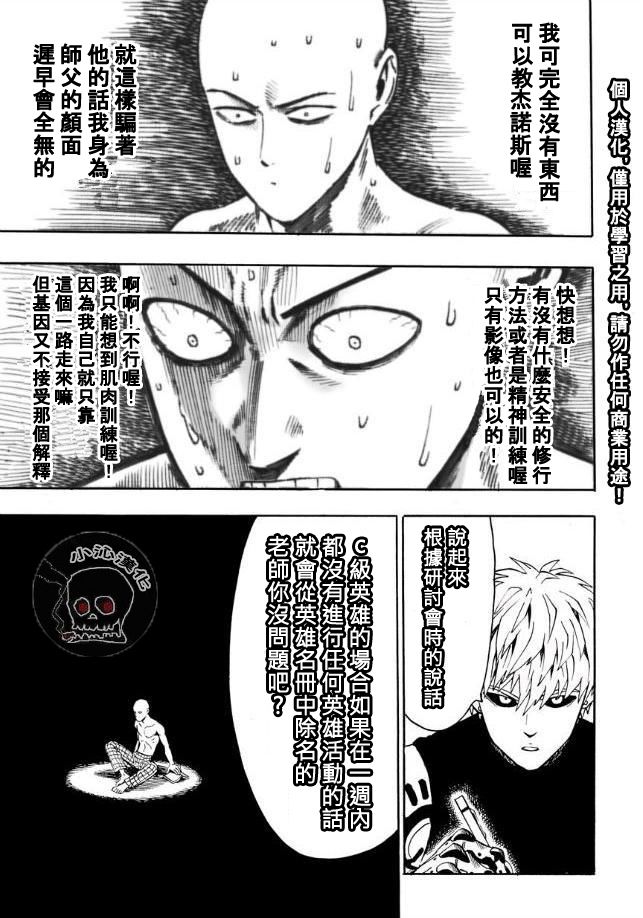 個人漢化,僅用於學習之用,請勿作任何商業用途!
我可完全沒有東西
可以教杰諾斯喔
就這樣騙著
他的話我身為
師父的顏面
遲早會全無的
快想想!
有沒有什麼安全的修行
方法或者是精神訓練喔
只有影像也可以的!
啊啊!不行喔!
我只能想到肌肉訓練喔!
因為我自己就只靠
這個一路走來嘛
但基因又不接受那個解釋
說起來
根據研討會時的說話
C級英雄的場合如果在一週內
都沒有進行任何英雄活動的話
就會從英雄名冊中除名的
老師你沒問題吧?
小沁漢化